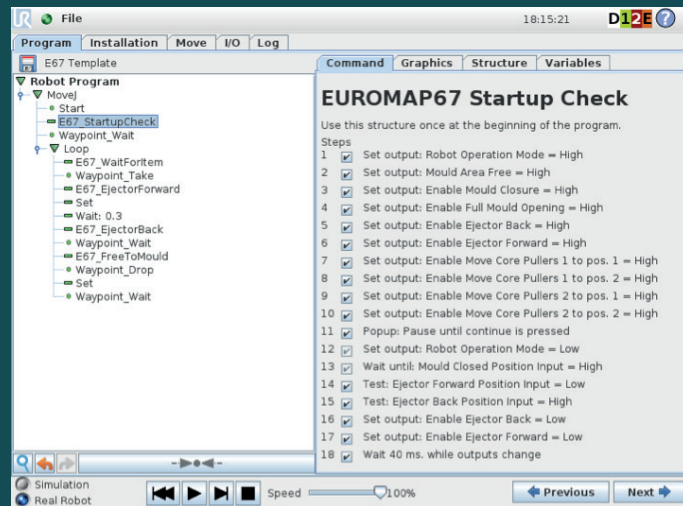 UR File 18:15:21 D12E ?
Program Installation Move I/O Log
E67 Template
Robot Program
MoveJ
Start
E67_StartupCheck
Waypoint_Wait
Loop
E67_WaitForItem
Waypoint_Take
E67_EjectorForward
Set
Wait: 0.3
E67_EjectorBack
Waypoint_Wait
E67_FreeToMould
Waypoint_Drop
Set
Waypoint_Wait
Command Graphics Structure Variables
EUROMAP67 Startup Check
Use this structure once at the beginning of the program.
Steps
1 Set output: Robot Operation Mode = High
2 Set output: Mould Area Free = High
3 Set output: Enable Mould Closure = High
4 Set output: Enable Full Mould Opening = High
5 Set output: Enable Ejector Back = High
6 Set output: Enable Ejector Forward = High
7 Set output: Enable Move Core Pullers 1 to pos. 1 = High
8 Set output: Enable Move Core Pullers 1 to pos. 2 = High
9 Set output: Enable Move Core Pullers 2 to pos. 1 = High
10 Set output: Enable Move Core Pullers 2 to pos. 2 = High
11 Popup: Pause until continue is pressed
12 Set output: Robot Operation Mode = Low
13 Wait until: Mould Closed Position Input = High
14 Test: Ejector Forward Position Input = Low
15 Test: Ejector Back Position Input = High
16 Set output: Enable Ejector Back = Low
17 Set output: Enable Ejector Forward = Low
18 Wait 40 ms. while outputs change
Simulation
Real Robot
Speed 100%
Previous Next